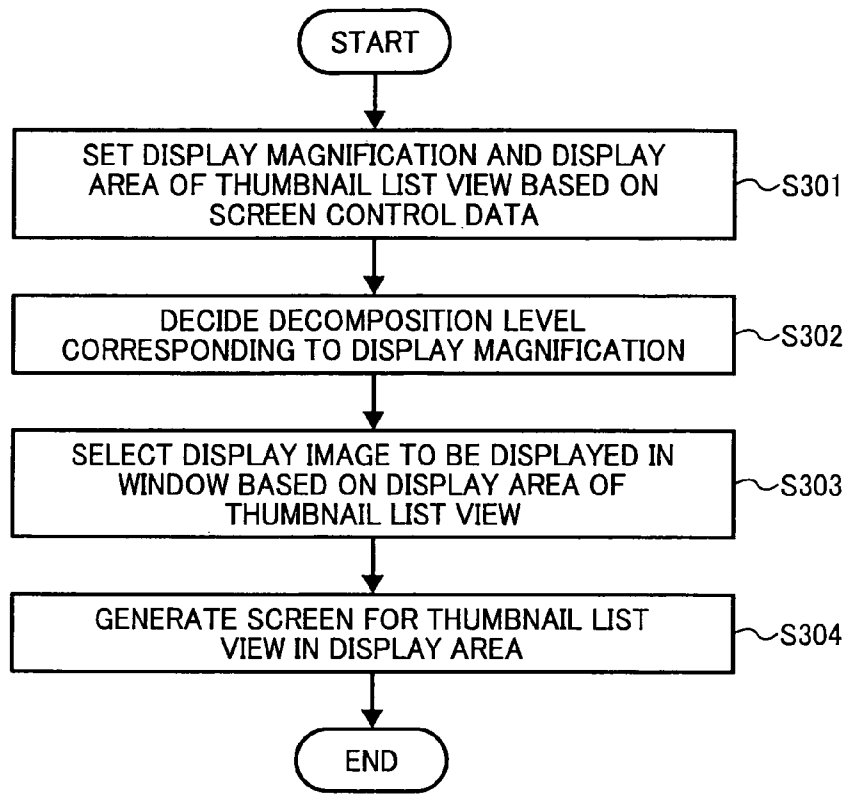 START
SET DISPLAY MAGNIFICATION AND DISPLAY
AREA OF THUMBNAIL LIST VIEW BASED ON
SCREEN CONTROL DATA
S301
DECIDE DECOMPOSITION LEVEL
CORRESPONDING TO DISPLAY MAGNIFICATION
S302
SELECT DISPLAY IMAGE TO BE DISPLAYED IN
WINDOW BASED ON DISPLAY AREA OF
THUMBNAIL LIST VIEW
S303
GENERATE SCREEN FOR THUMBNAIL LIST
VIEW IN DISPLAY AREA
S304
END